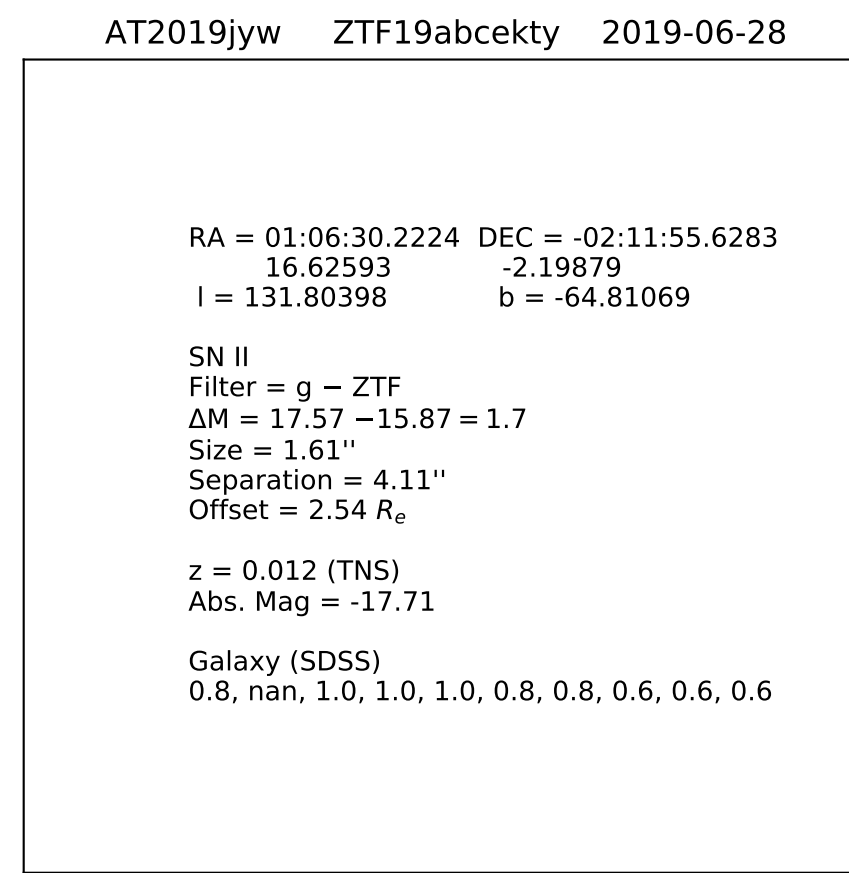 AT2019jyw ZTF19abcekty 2019-06-28
RA = 01:06:30.2224 DEC = -02:11:55.6283
16.62593 -2.19879
l = 131.80398 b = -64.81069
SN II
Filter = g − ZTF
ΔM = 17.57 −15.87 = 1.7
Size = 1.61''
Separation = 4.11''
Offset = 2.54 Rₑ
z = 0.012 (TNS)
Abs. Mag = -17.71
Galaxy (SDSS)
0.8, nan, 1.0, 1.0, 1.0, 0.8, 0.8, 0.6, 0.6, 0.6